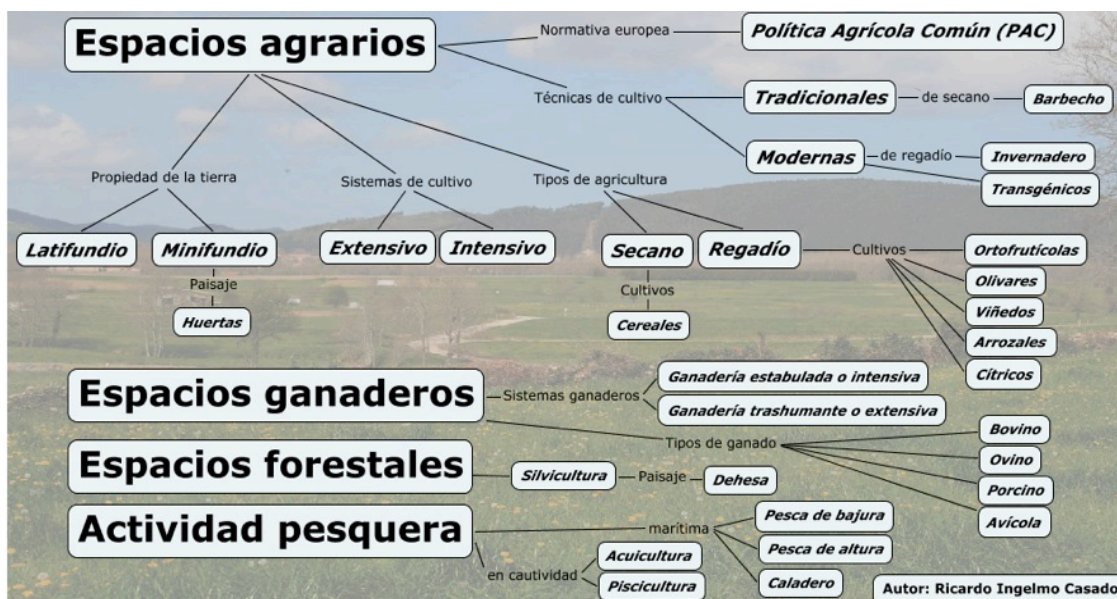 Espacios agrarios
Normativa europea
Política Agrícola Común (PAC)
Técnicas de cultivo
Tradicionales
de secano
Barbecho
Modernas
de regadío
Invernadero
Transgénicos
Propiedad de la tierra
Sistemas de cultivo
Tipos de agricultura
Latifundio
Minifundio
Extensivo
Intensivo
Secano
Regadío
Cultivos
Ortofrutícolas
Olivares
Viñedos
Arrozales
Cítricos
Paisaje
Huertas
Cultivos
Cereales
Espacios ganaderos
Sistemas ganaderos
Ganadería estabulada o intensiva
Ganadería trashumante o extensiva
Tipos de ganado
Bovino
Ovino
Porcino
Avícola
Espacios forestales
Silvicultura
Paisaje
Dehesa
Actividad pesquera
marítima
Pesca de bajura
Pesca de altura
Caladero
en cautividad
Acuicultura
Piscicultura
Autor: Ricardo Ingelmo Casado